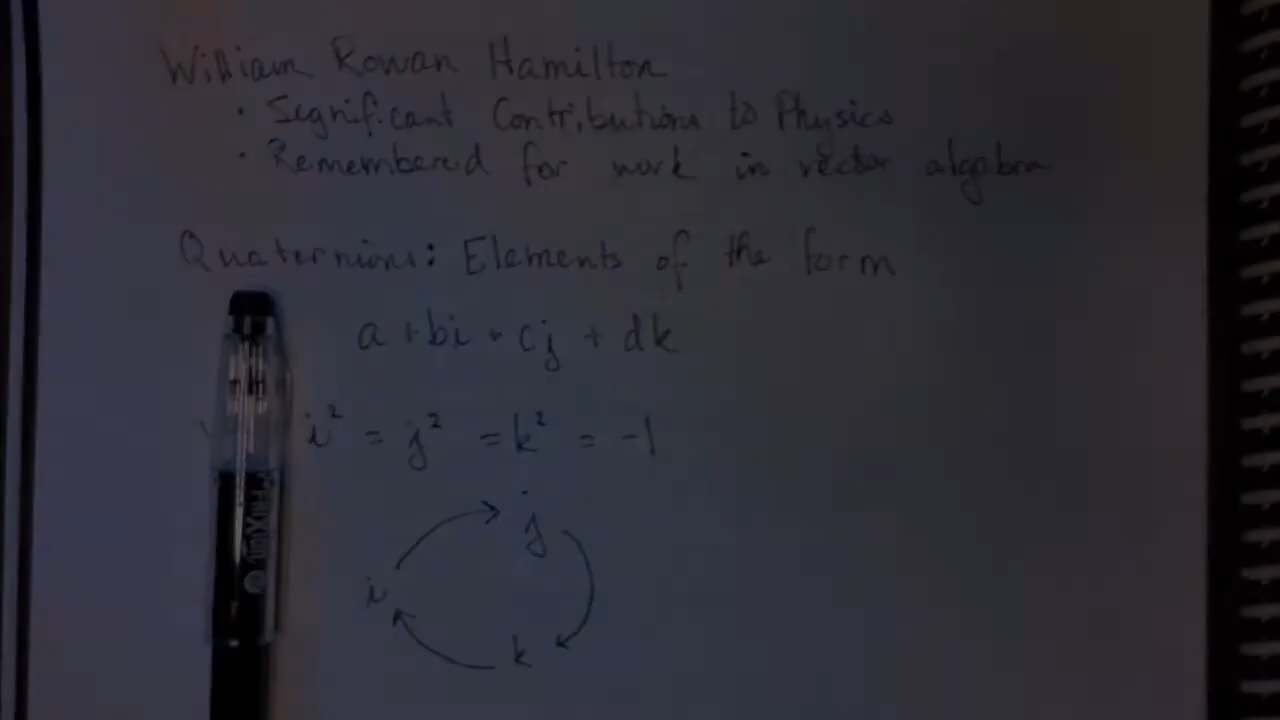 William Rowan Hamilton
· Significant Contributions to Physics
· Remembered for work in vector algebra
Quaternions: Elements of the form
a + bi + cj + dk
i² = j² = k² = -1
j
i
k